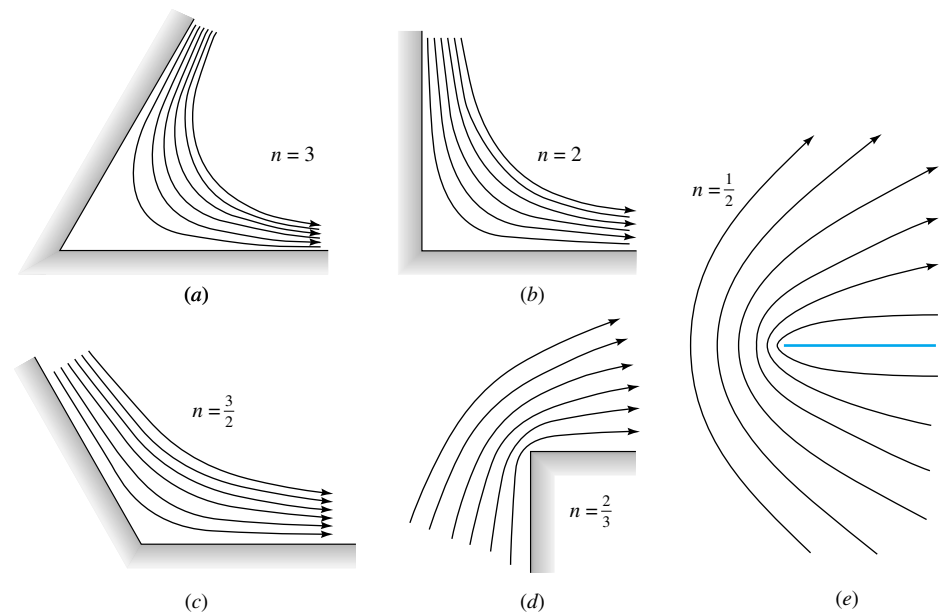 n = 3
(a)
n = 2
(b)
n = 1/2
(e)
n = 3/2
(c)
n = 2/3
(d)